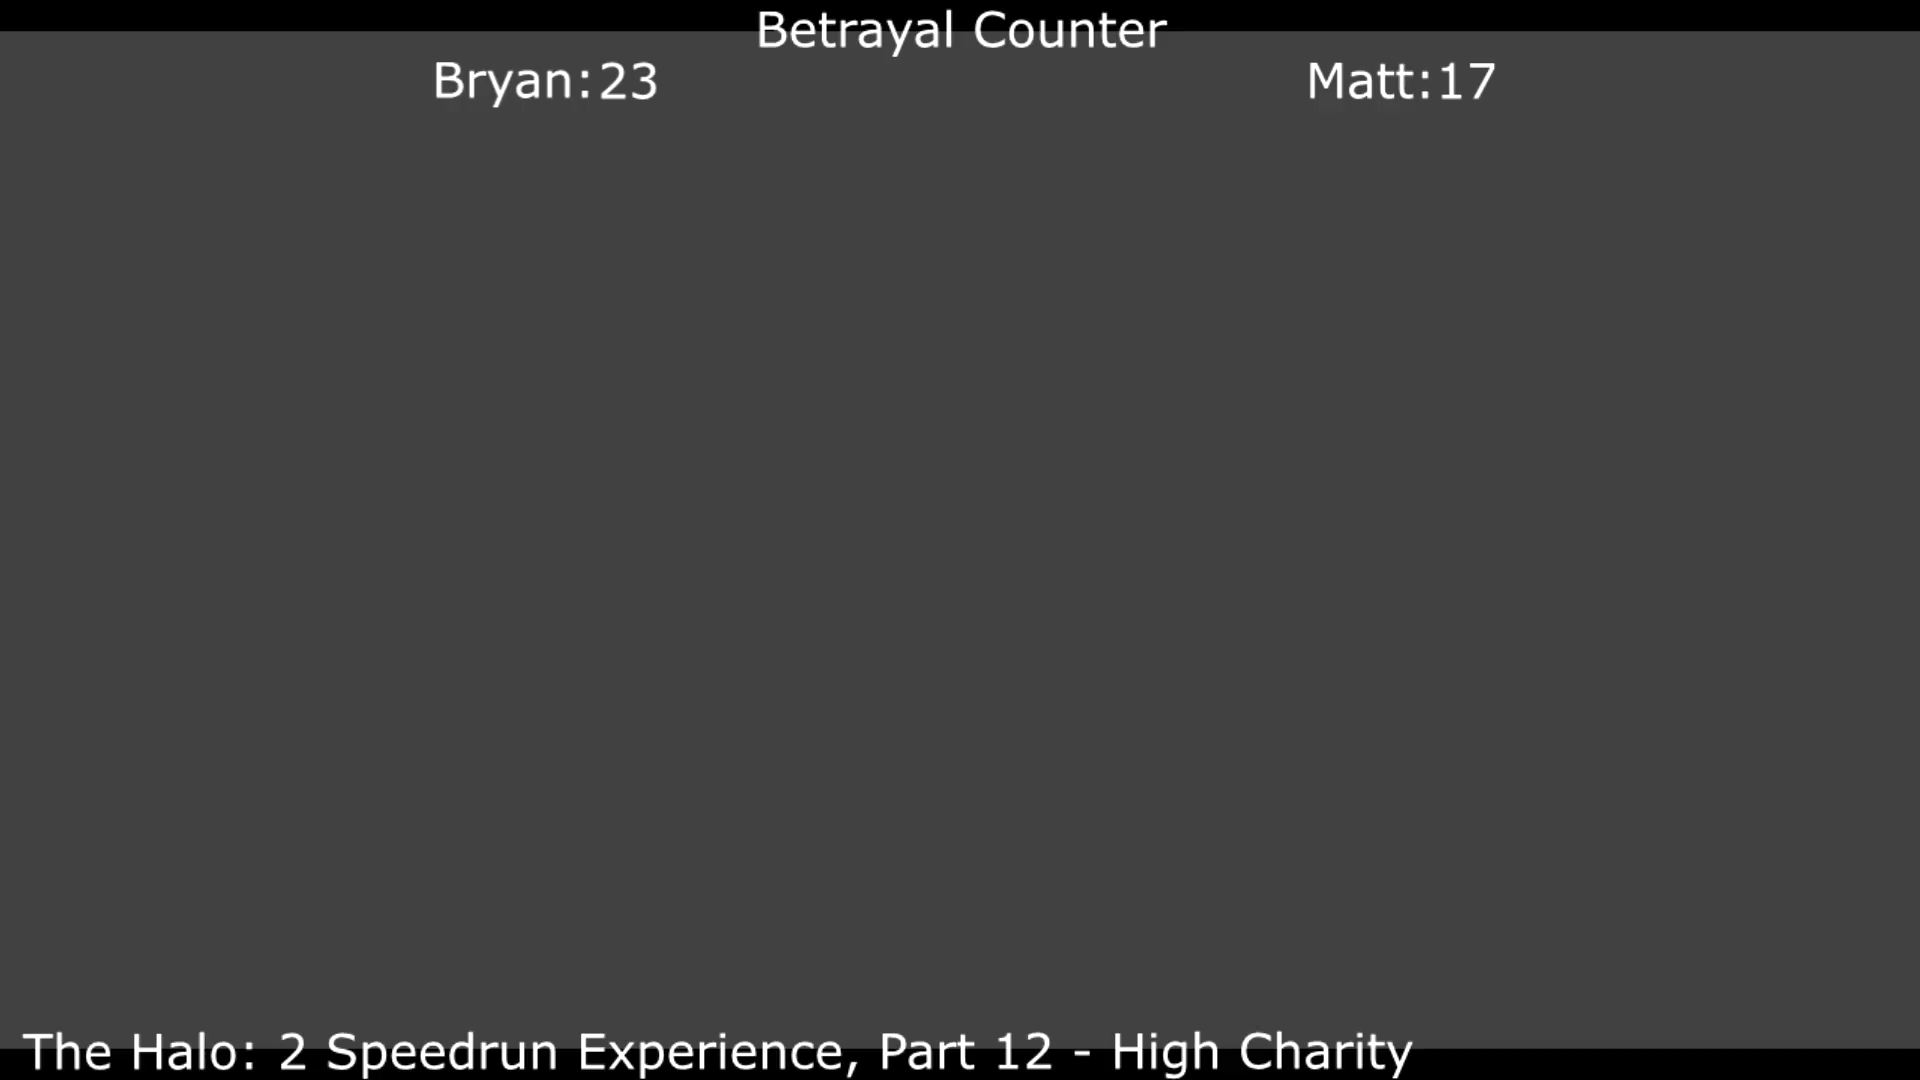 Betrayal Counter
Bryan:23 Matt:17
The Halo: 2 Speedrun Experience, Part 12 - High Charity